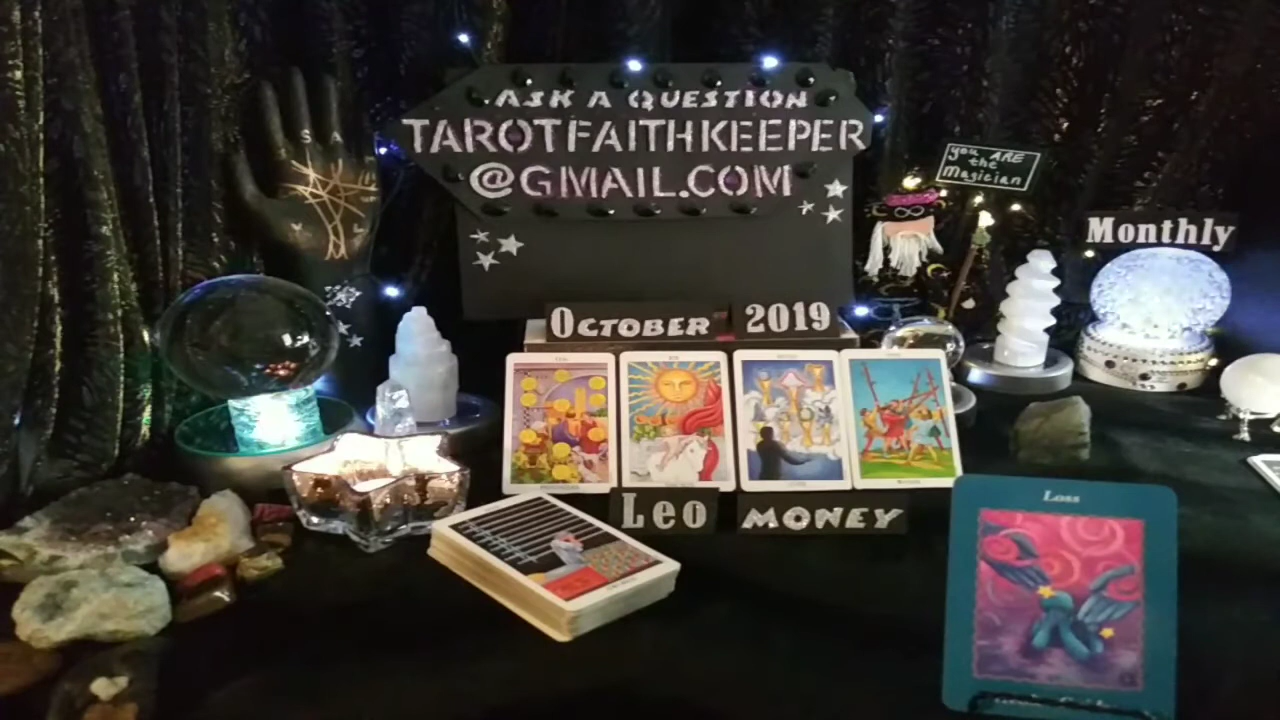 ASK A QUESTION
TAROTFAITHKEEPER
@GMAIL.COM
S A
you ARE
the
Magician
Monthly
OCTOBER 2019
LEO MONEY
Loss